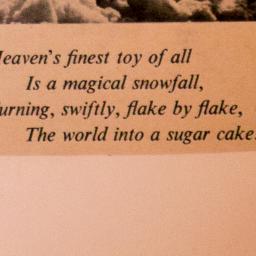 Heaven's finest toy of all
Is a magical snowfall,
Turning, swiftly, flake by flake,
The world into a sugar cake.